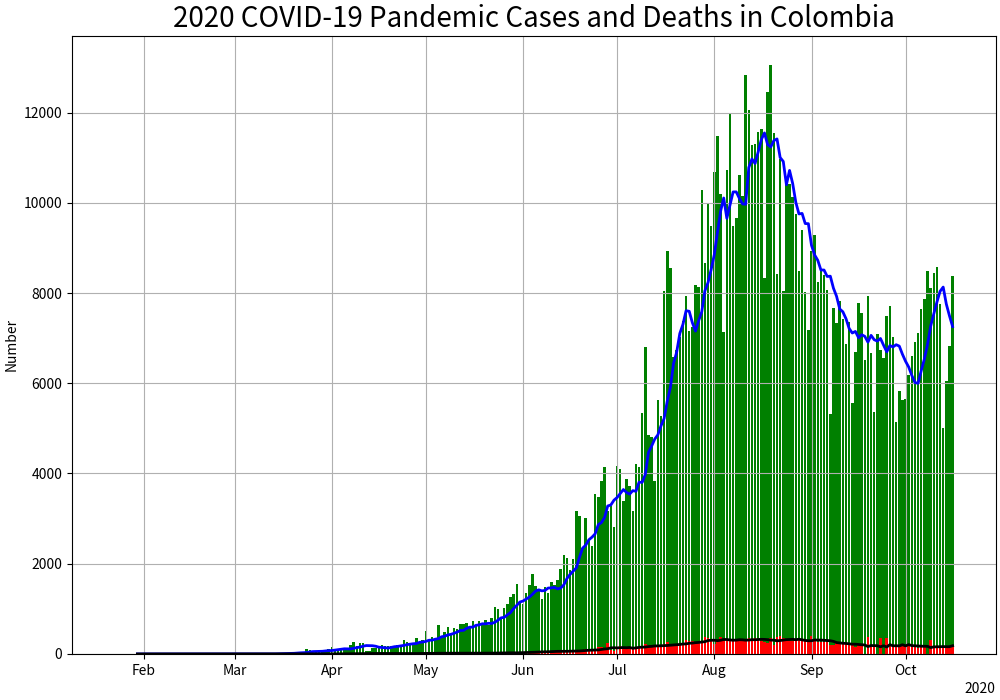 2020 COVID-19 Pandemic Cases and Deaths in Colombia
Number
12000
10000
8000
6000
4000
2000
0
Feb Mar Apr May Jun Jul Aug Sep Oct
2020